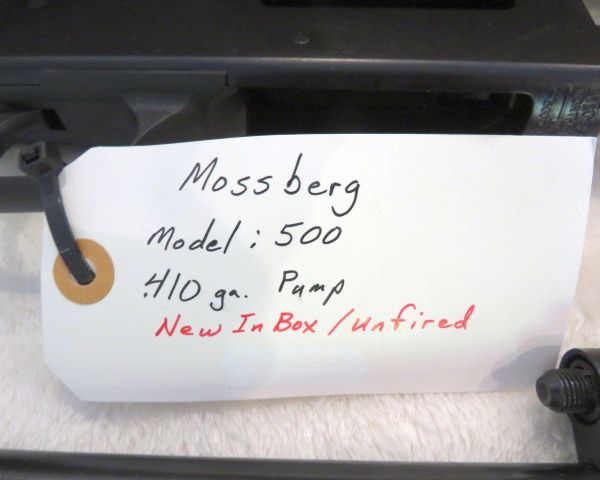 Mossberg
Model: 500
.410 ga. Pump
New In Box/Unfired